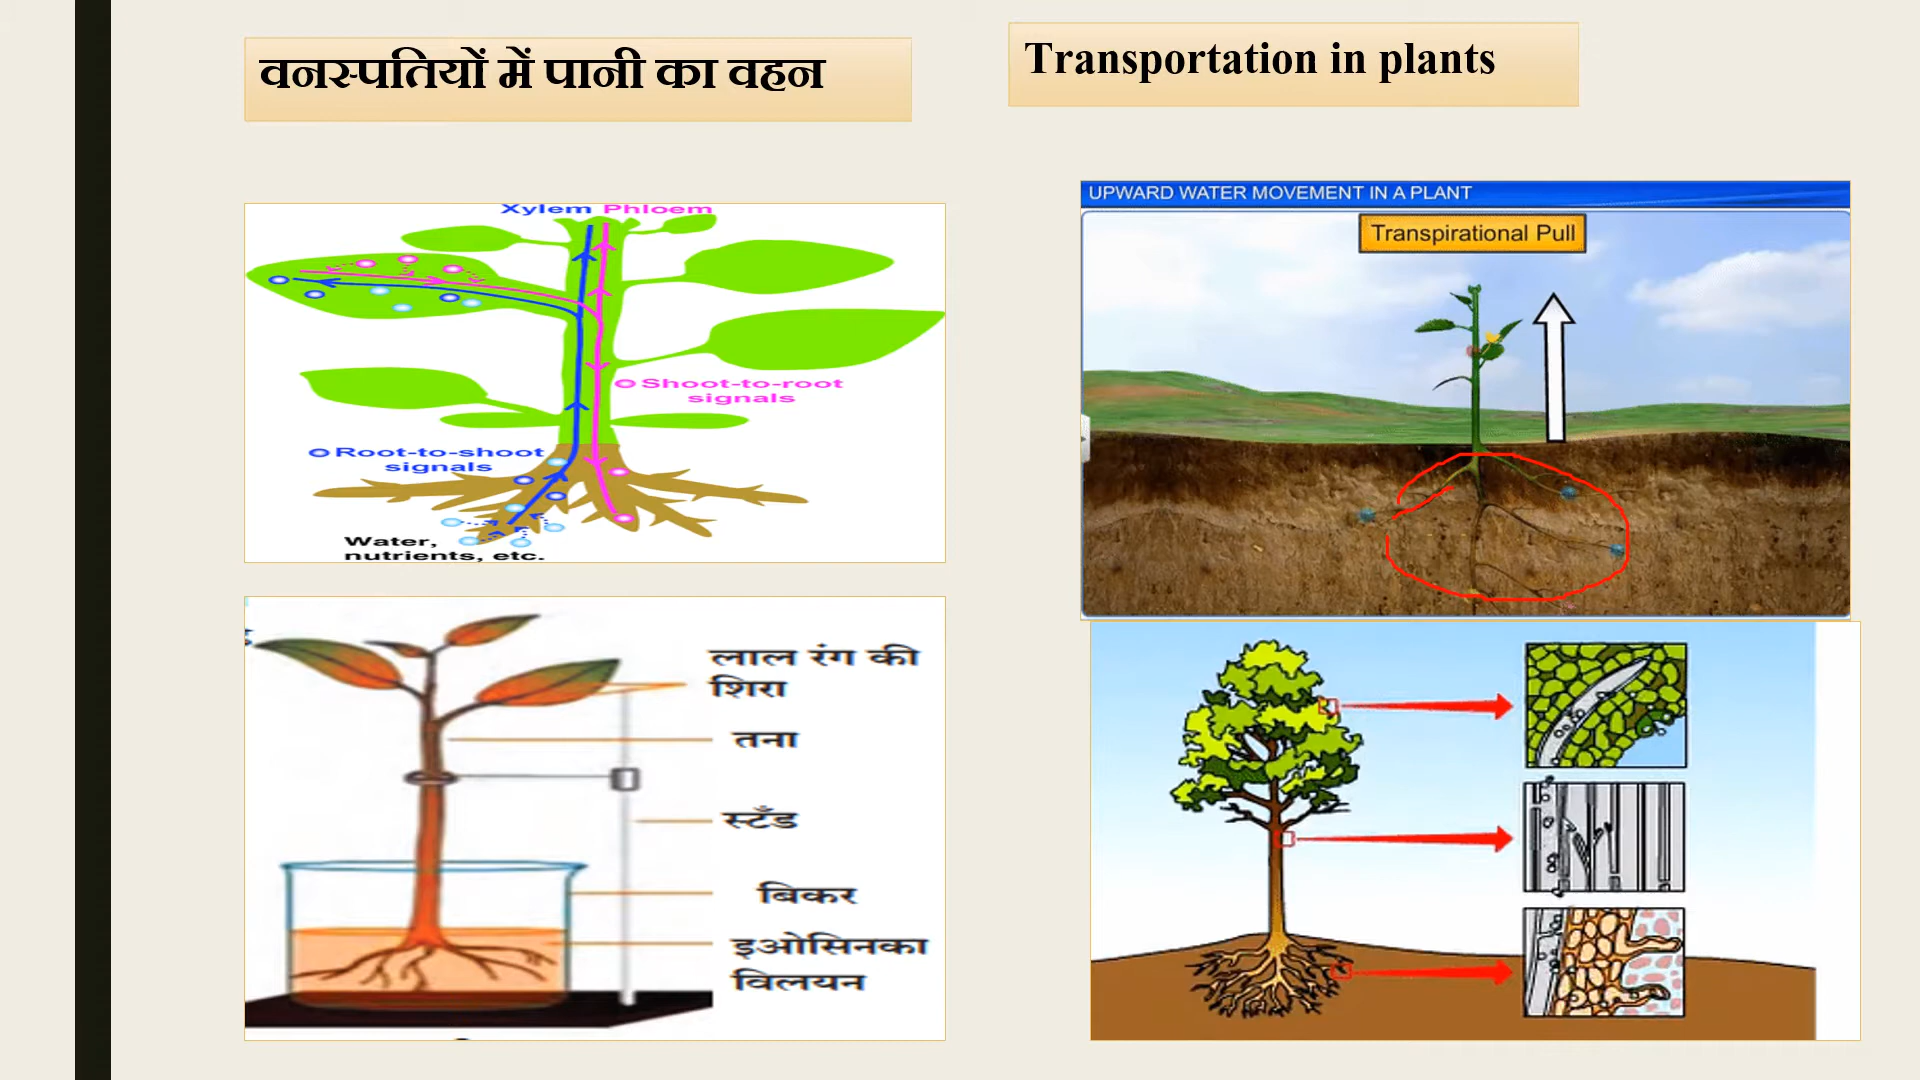 वनस्पतियों में पानी का वहन
Transportation in plants
Xylem Phloem
Shoot-to-root
signals
Root-to-shoot
signals
Water,
nutrients, etc.
UPWARD WATER MOVEMENT IN A PLANT
Transpirational Pull
लाल रंग की
शिरा
तना
स्टँड
बिकर
इओसिनका
विलयन